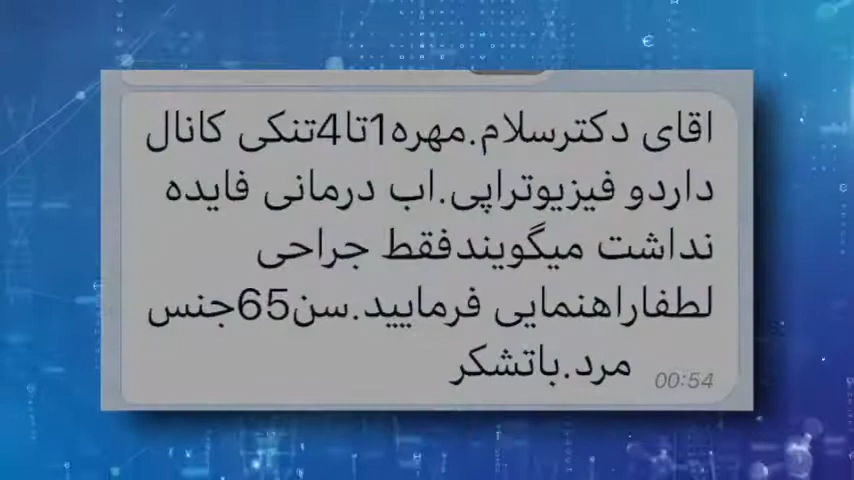 اقای دکترسلام.مهره1تا4تنکی کانال
داردو فیزیوتراپی.اب درمانی فایده
نداشت میگویندفقط جراحی
لطفاراهنمایی فرمایید.سن65جنس
مرد.باتشکر
00:54